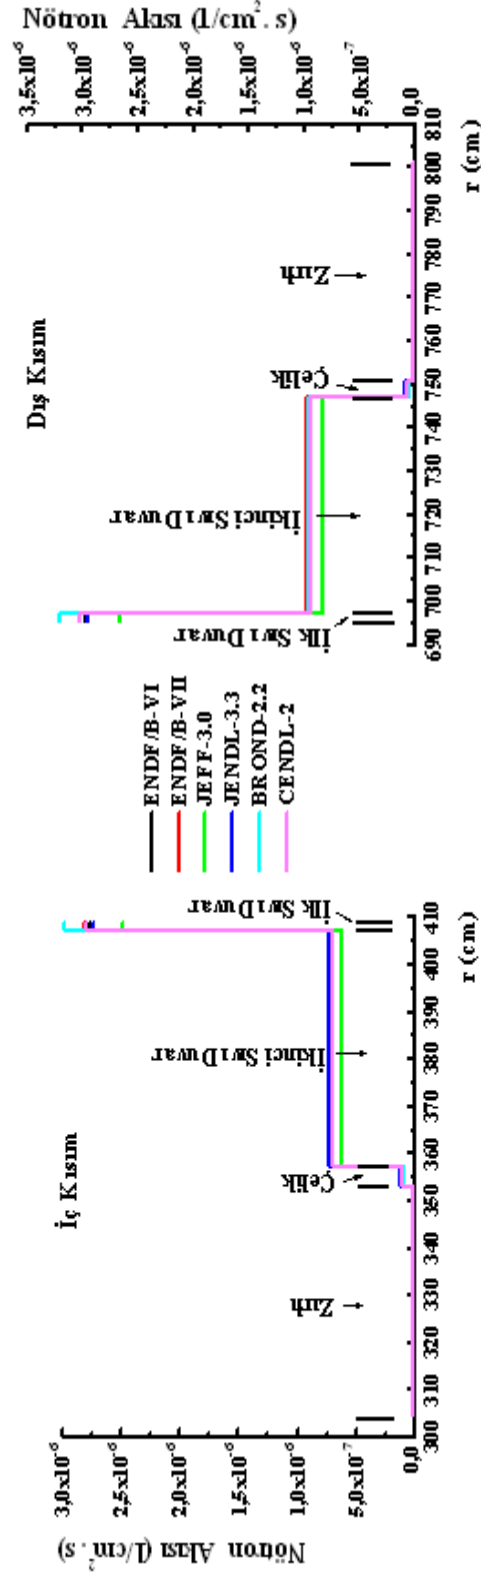 İç Kısım
Nötron Akısı (1/cm².s)
3,0x10⁻⁶
2,5x10⁻⁶
2,0x10⁻⁶
1,5x10⁻⁶
1,0x10⁻⁶
5,0x10⁻⁷
0,0
300 310 320 330 340 350 360 370 380 390 400 410
r (cm)
Zırh
Çelik
İkinci Sıvı Duvar
İlk Sıvı Duvar
ENDF/B-VI
ENDF/B-VII
JEFF-3.0
JENDL-3.3
BROND-2.2
CENDL-2
Dış Kısım
İlk Sıvı Duvar
İkinci Sıvı Duvar
Çelik
Zırh
690 700 710 720 730 740 750 760 770 780 790 800 810
r (cm)
Nötron Akısı (1/cm².s)
3,5x10⁻⁶
3,0x10⁻⁶
2,5x10⁻⁶
2,0x10⁻⁶
1,5x10⁻⁶
1,0x10⁻⁶
5,0x10⁻⁷
0,0